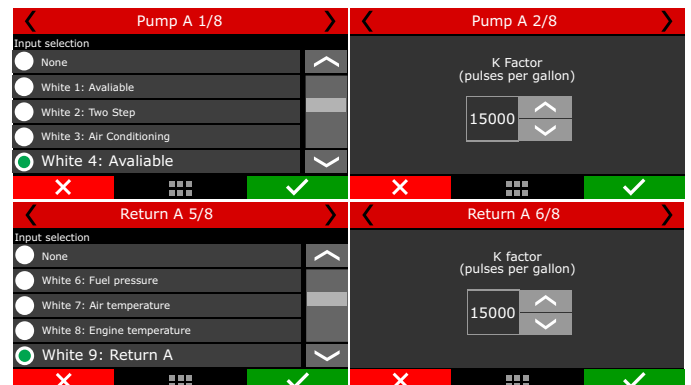 Pump A 1/8
Input selection
None
White 1: Avaliable
White 2: Two Step
White 3: Air Conditioning
White 4: Avaliable
Pump A 2/8
K Factor
(pulses per gallon)
15000
Return A 5/8
Input selection
None
White 6: Fuel pressure
White 7: Air temperature
White 8: Engine temperature
White 9: Return A
Return A 6/8
K factor
(pulses per gallon)
15000